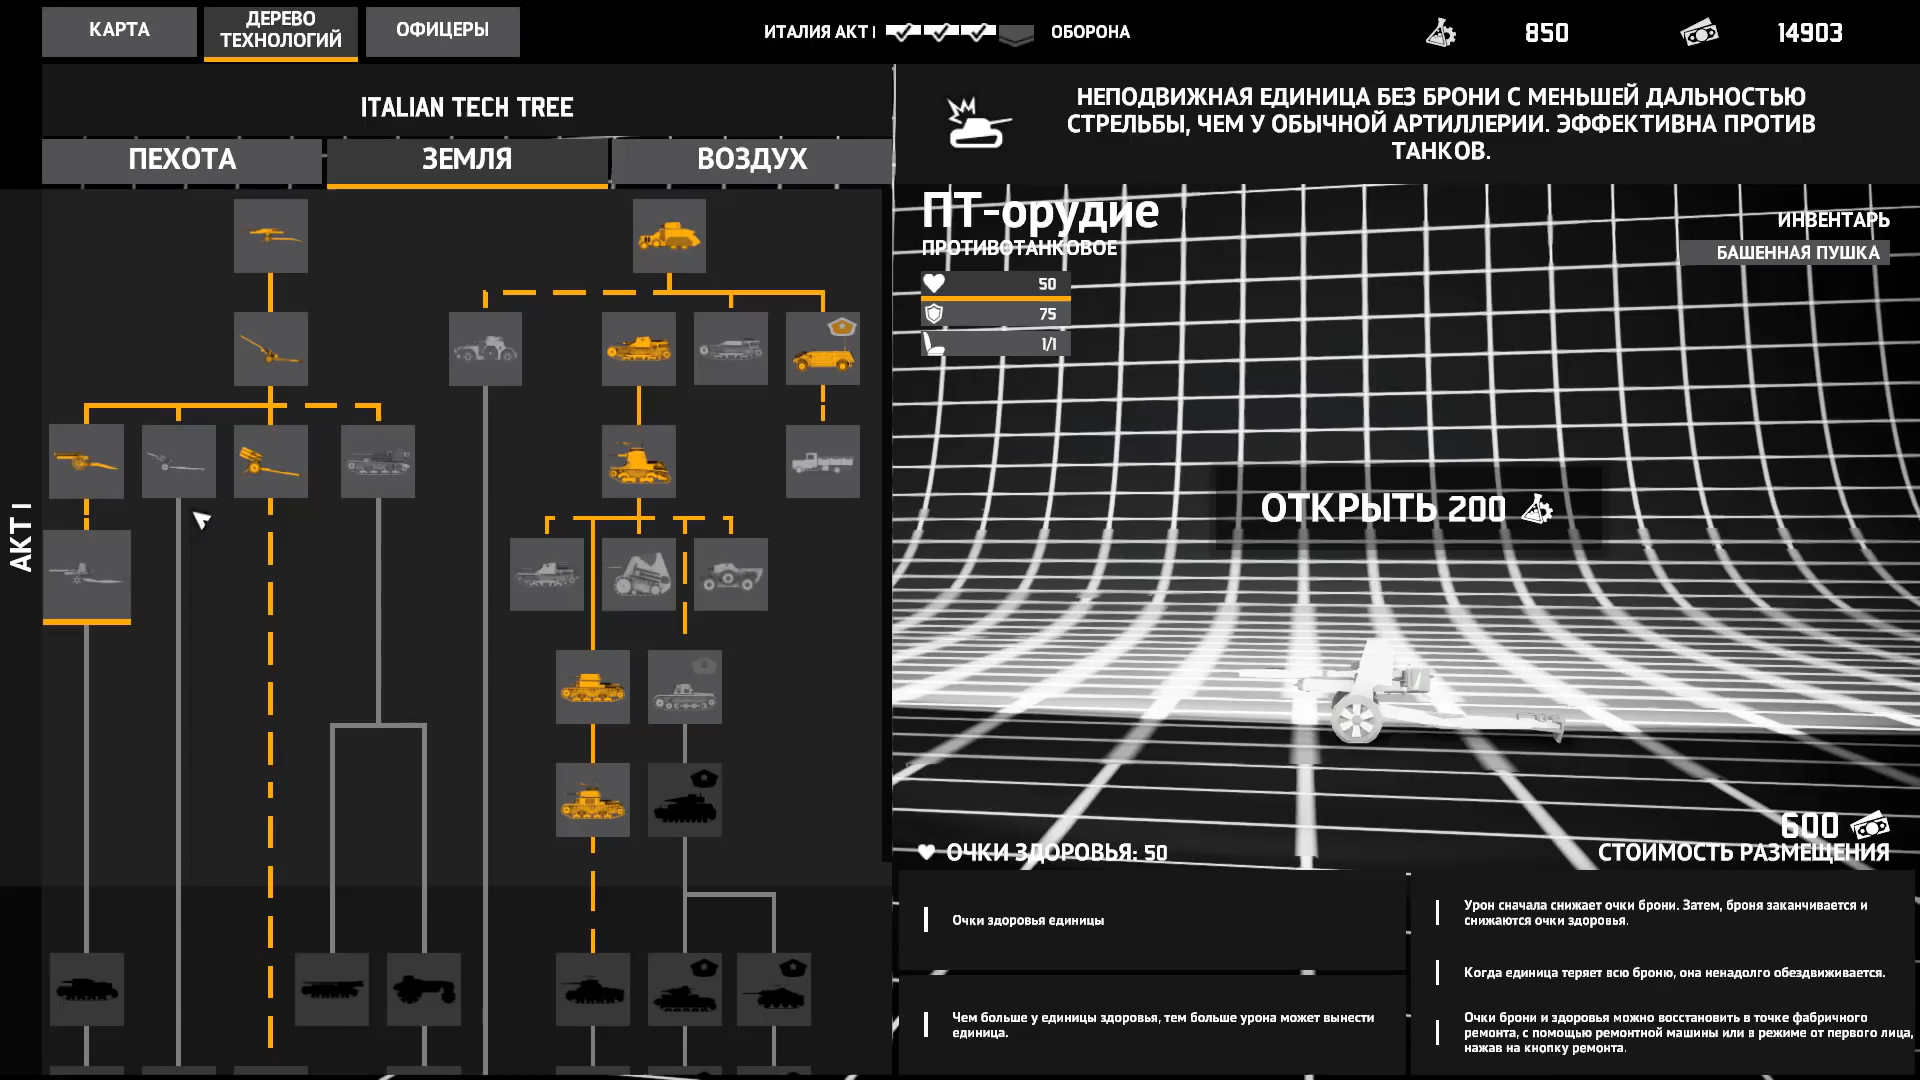 КАРТА
ДЕРЕВО
ТЕХНОЛОГИЙ
ОФИЦЕРЫ
ИТАЛИЯ АКТ I
ОБОРОНА
850
14903
ITALIAN TECH TREE
ПЕХОТА
ЗЕМЛЯ
ВОЗДУХ
АКТ I
НЕПОДВИЖНАЯ ЕДИНИЦА БЕЗ БРОНИ С МЕНЬШЕЙ ДАЛЬНОСТЬЮ
СТРЕЛЬБЫ, ЧЕМ У ОБЫЧНОЙ АРТИЛЛЕРИИ. ЭФФЕКТИВНА ПРОТИВ
ТАНКОВ.
ПТ-орудие
ПРОТИВОТАНКОВОЕ
50
75
1/1
ИНВЕНТАРЬ
БАШЕННАЯ ПУШКА
ОТКРЫТЬ 200
600
СТОИМОСТЬ РАЗМЕЩЕНИЯ
ОЧКИ ЗДОРОВЬЯ: 50
Очки здоровья единицы
Чем больше у единицы здоровья, тем больше урона может вынести
единица.
Урон сначала снижает очки брони. Затем, броня заканчивается и
снижаются очки здоровья.
Когда единица теряет всю броню, она ненадолго обездвиживается.
Очки брони и здоровья можно восстановить в точке фабричного
ремонта, с помощью ремонтной машины или в режиме от первого лица,
нажав на кнопку ремонта.